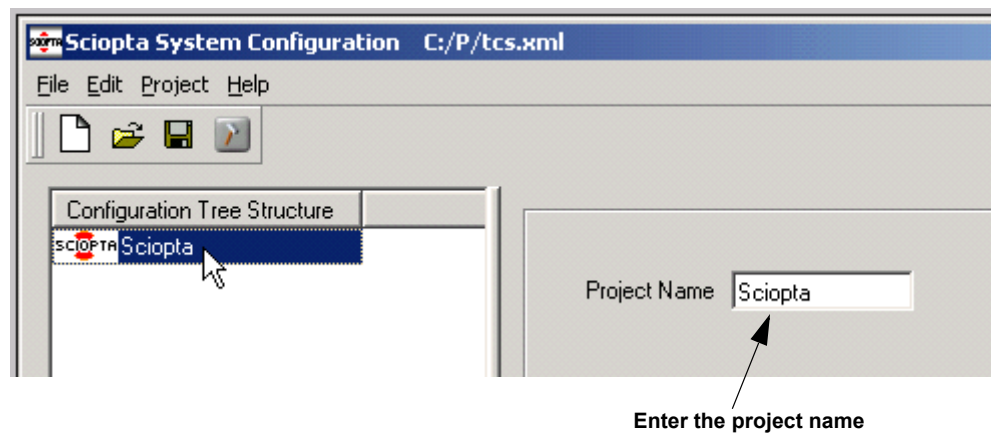 SCIOPTA Sciopta System Configuration C:/P/tcs.xml
File Edit Project Help
Configuration Tree Structure
SCIOPTA Sciopta
Project Name Sciopta
Enter the project name